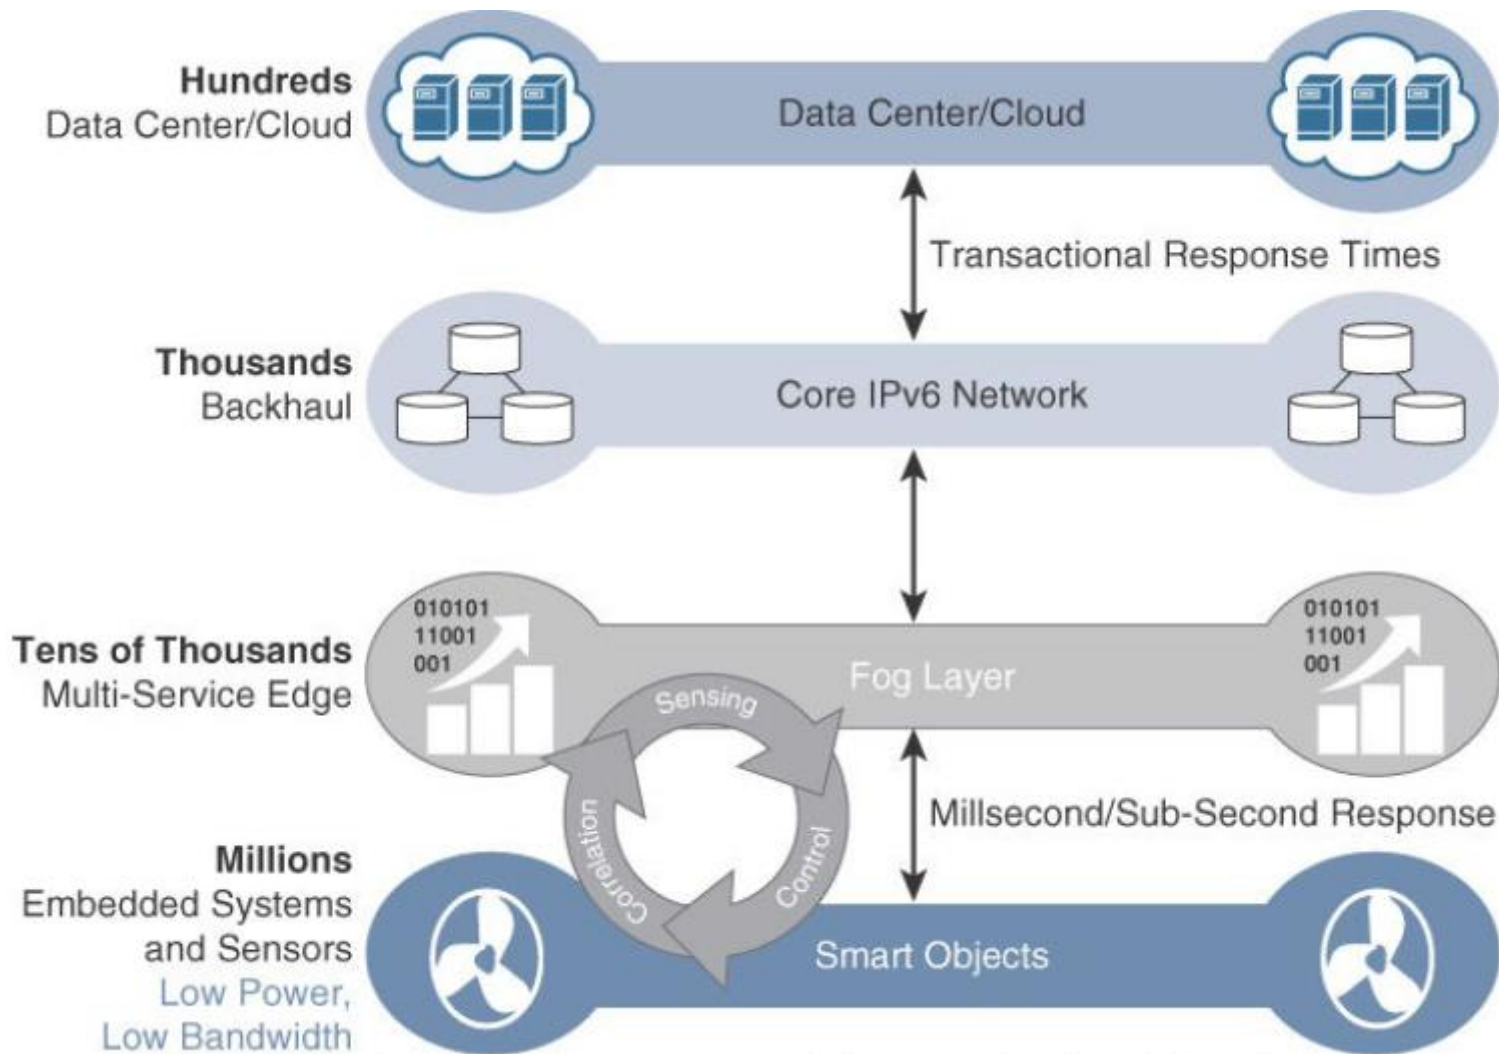 Hundreds
Data Center/Cloud
Data Center/Cloud
Transactional Response Times
Thousands
Backhaul
Core IPv6 Network
Tens of Thousands
Multi-Service Edge
010101
11001
001
Fog Layer
010101
11001
001
Sensing
Control
Correlation
Millsecond/Sub-Second Response
Millions
Embedded Systems
and Sensors
Low Power,
Low Bandwidth
Smart Objects